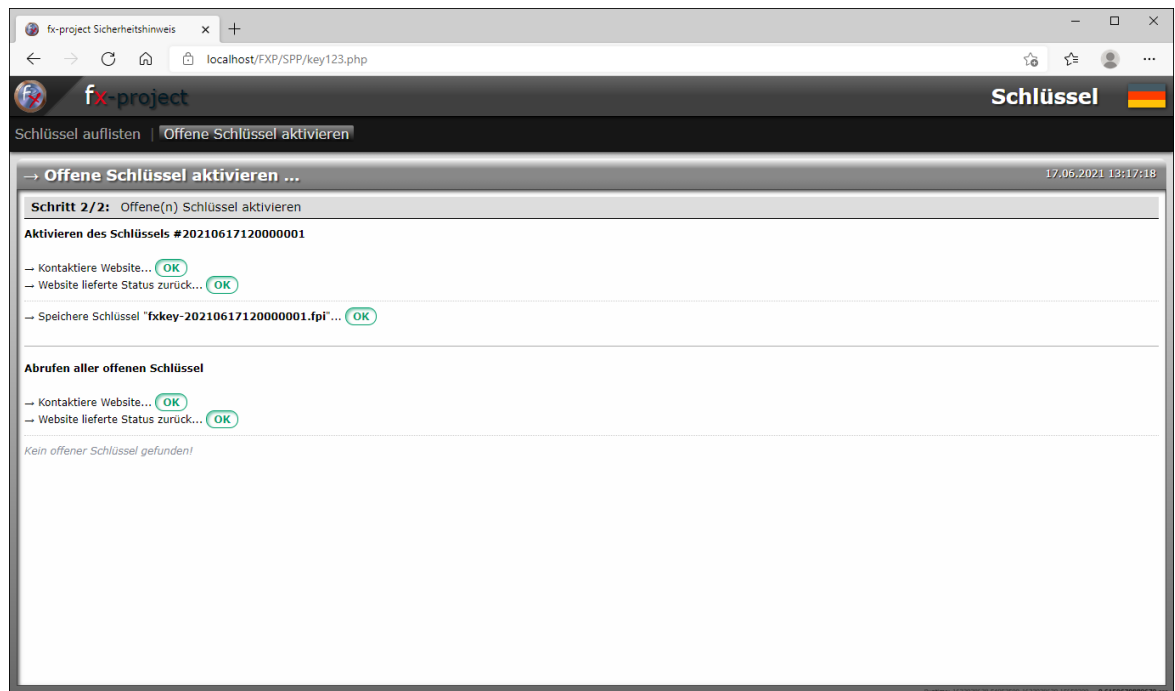 fx-project Sicherheitshinweis
localhost/FXP/SPP/key123.php
fx-project
Schlüssel
Schlüssel auflisten | Offene Schlüssel aktivieren
→ Offene Schlüssel aktivieren ...
17.06.2021 13:17:18
Schritt 2/2: Offene(n) Schlüssel aktivieren
Aktivieren des Schlüssels #20210617120000001
→ Kontaktiere Website... OK
→ Website lieferte Status zurück... OK
→ Speichere Schlüssel "fxkey-20210617120000001.fpi"... OK
Abrufen aller offenen Schlüssel
→ Kontaktiere Website... OK
→ Website lieferte Status zurück... OK
Kein offener Schlüssel gefunden!